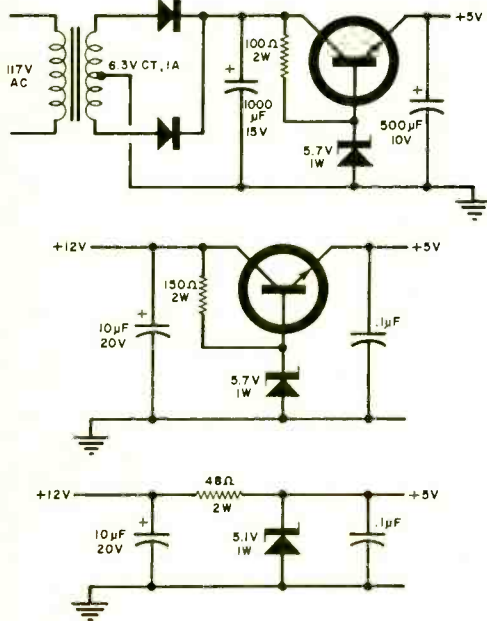 +5V
117V
AC
6.3V CT, 1A
100Ω
2W
+
1000
μF
15V
+
500μF
10V
5.7V
1W
+12V
+5V
150Ω
2W
+
10μF
20V
.1μF
5.7V
1W
+12V
48Ω
2W
+5V
+
10μF
20V
5.1V
1W
.1μF